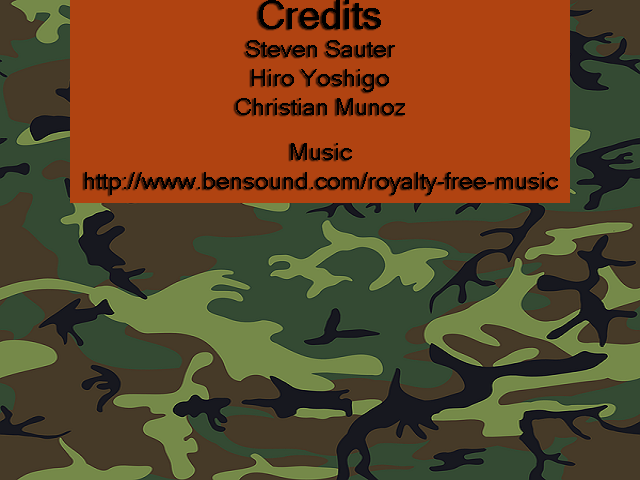 Credits
Steven Sauter
Hiro Yoshigo
Christian Munoz
Music
http://www.bensound.com/royalty-free-music